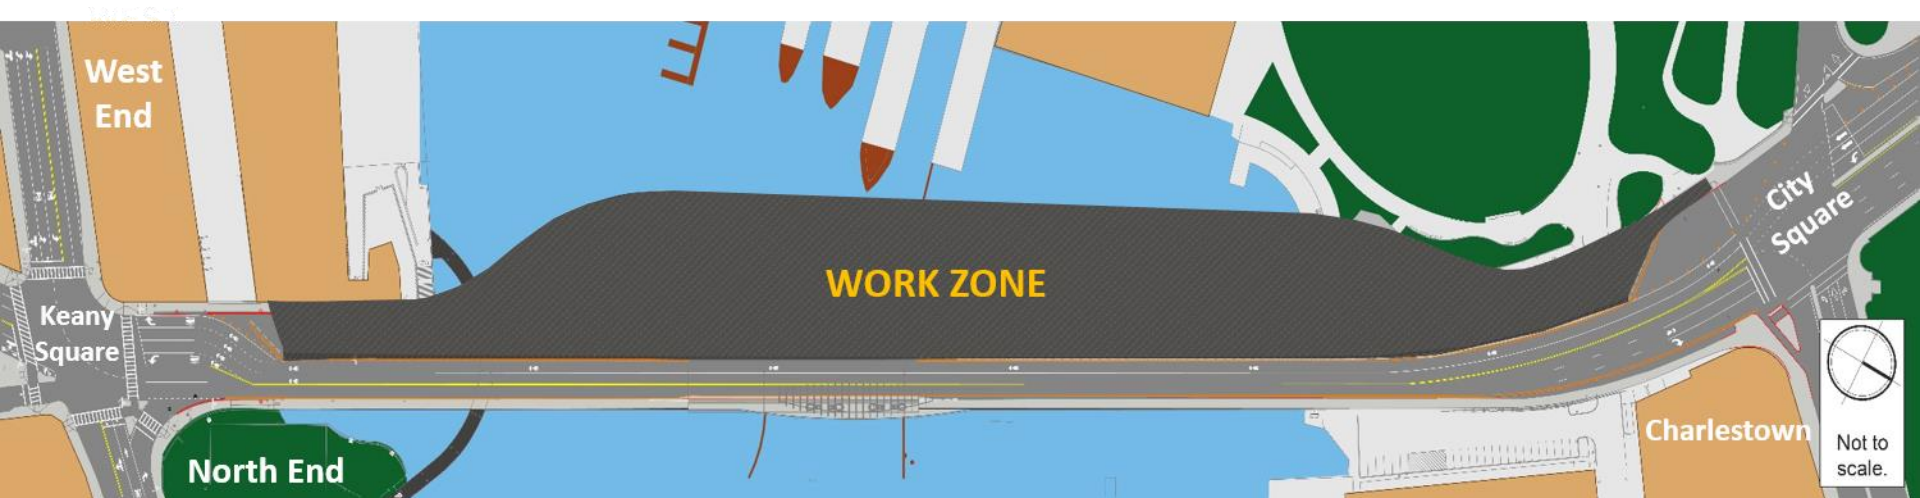 West
End
Keany
Square
North End
WORK ZONE
City
Square
Charlestown
Not to
scale.